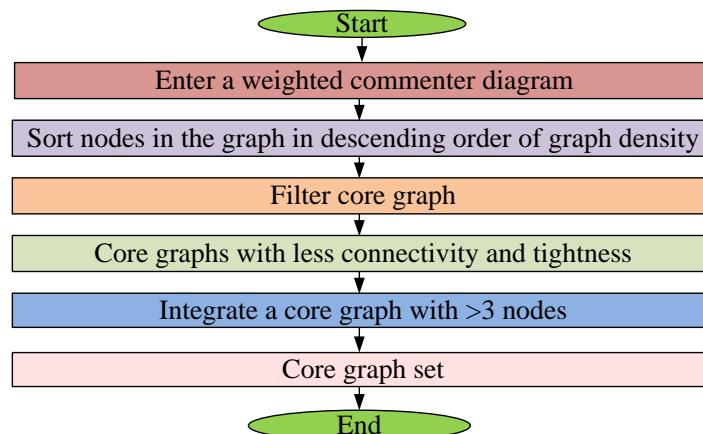 Start
Enter a weighted commenter diagram
Sort nodes in the graph in descending order of graph density
Filter core graph
Core graphs with less connectivity and tightness
Integrate a core graph with >3 nodes
Core graph set
End